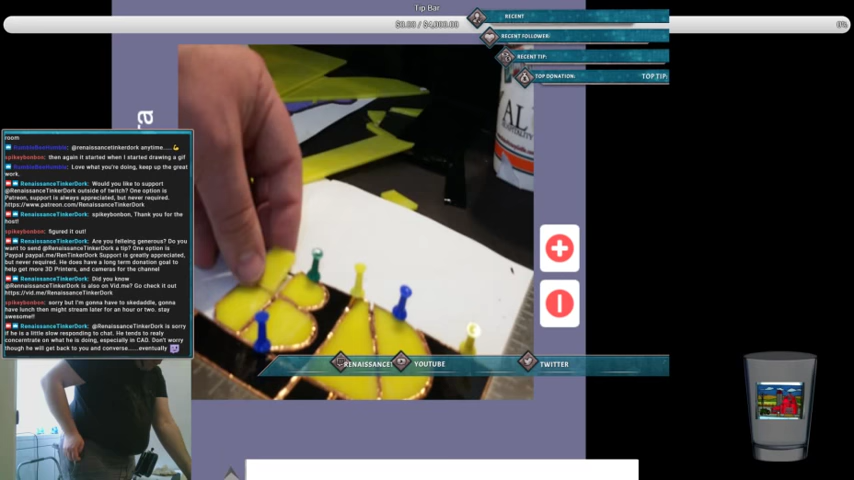 Tip Bar
$0.00 / $4,000.00
0%
RECENT
RECENT FOLLOWER:
RECENT TIP:
TOP DONATION:
TOP TIP:
ra
AL
room
@renaissancetinkerdork anytime.....💪
spikeybonbon: then again it started when I started drawing a gif
Love what you're doing, keep up the great
work.
RenaissanceTinkerDork: Would you like to support
@RenaissanceTinkerDork outside of twitch? One option is
Patreon, support is always appreciated, but never required.
https://www.patreon.com/RenaissanceTinkerDork
RenaissanceTinkerDork: spikeybonbon, Thank you for the
host!
spikeybonbon: figured it out!
RenaissanceTinkerDork: Are you felleing generous? Do you
want to send @RenaissanceTinkerDork a tip? One option is
Paypal paypal.me/RenTinkerDork Support is greatly appreciated,
but never required. He does have a long term donation goal to
help get more 3D Printers, and cameras for the channel
RenaissanceTinkerDork: Did you know
@RennaissanceTinkerDork is also on Vid.me? Go check it out
https://vid.me/RenaissanceTinkerDork
spikeybonbon: sorry but I'm gonna have to skedaddle, gonna
have lunch then might stream later for an hour or two. stay
awesome!!
RenaissanceTinkerDork: @RenaissanceTinkerDork is sorry
if he is a little slow responding to chat. He tends to realy
concarntrate on what he is doing, especially in CAD. Don't worry
though he will get back to you and converse......eventually
RENAISSANCE
YOUTUBE
TWITTER